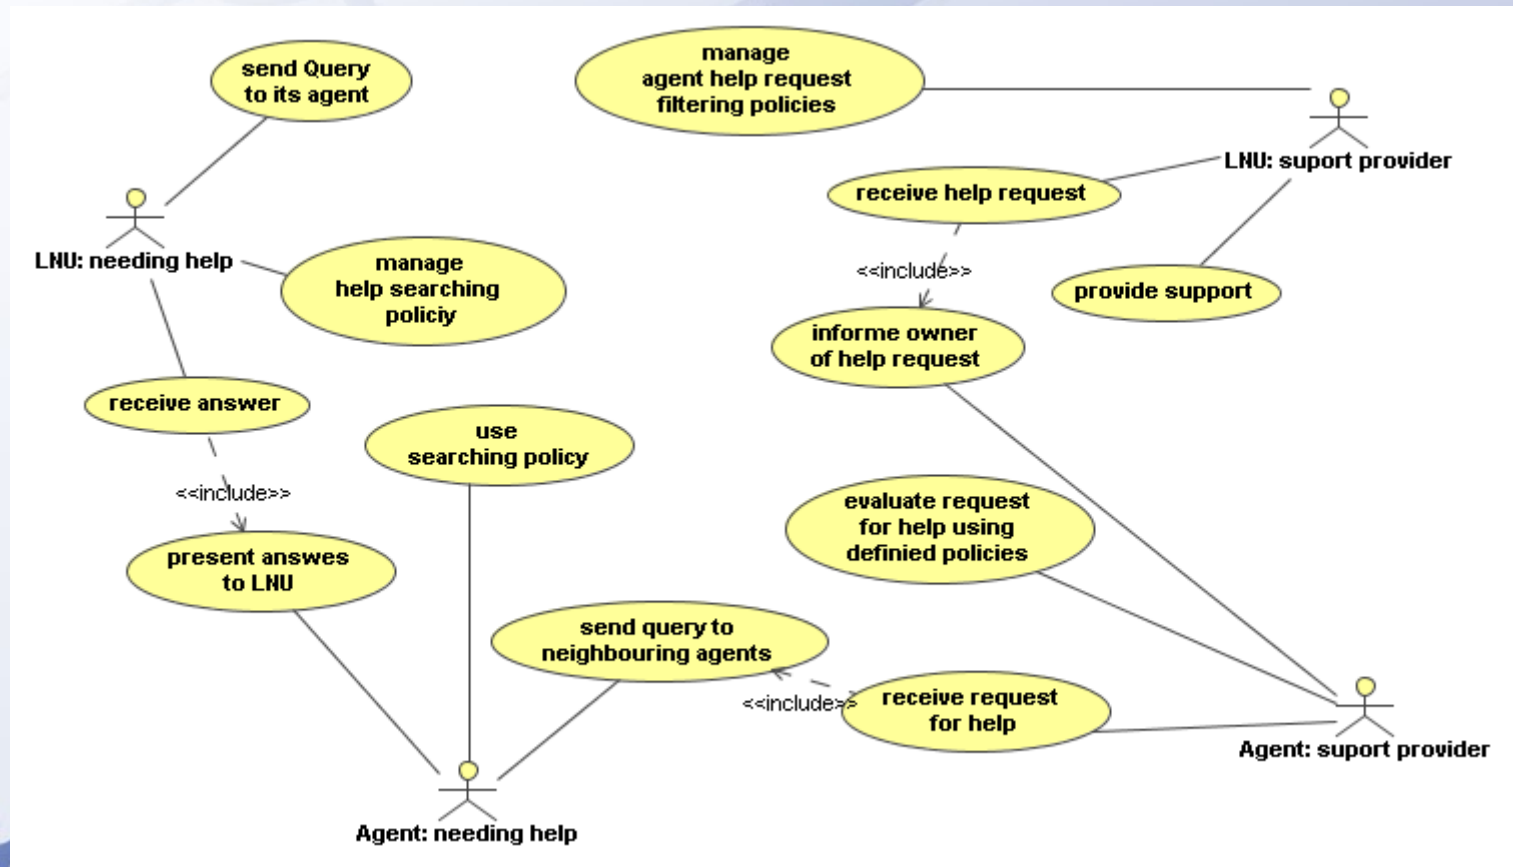 send Query
to its agent
manage
agent help request
filtering policies
LNU: suport provider
receive help request
LNU: needing help
manage
help searching
policiy
<<include>>
provide support
informe owner
of help request
receive answer
use
searching policy
<<include>>
evaluate request
for help using
definied policies
present answes
to LNU
send query to
neighbouring agents
<<include>>
receive request
for help
Agent: suport provider
Agent: needing help